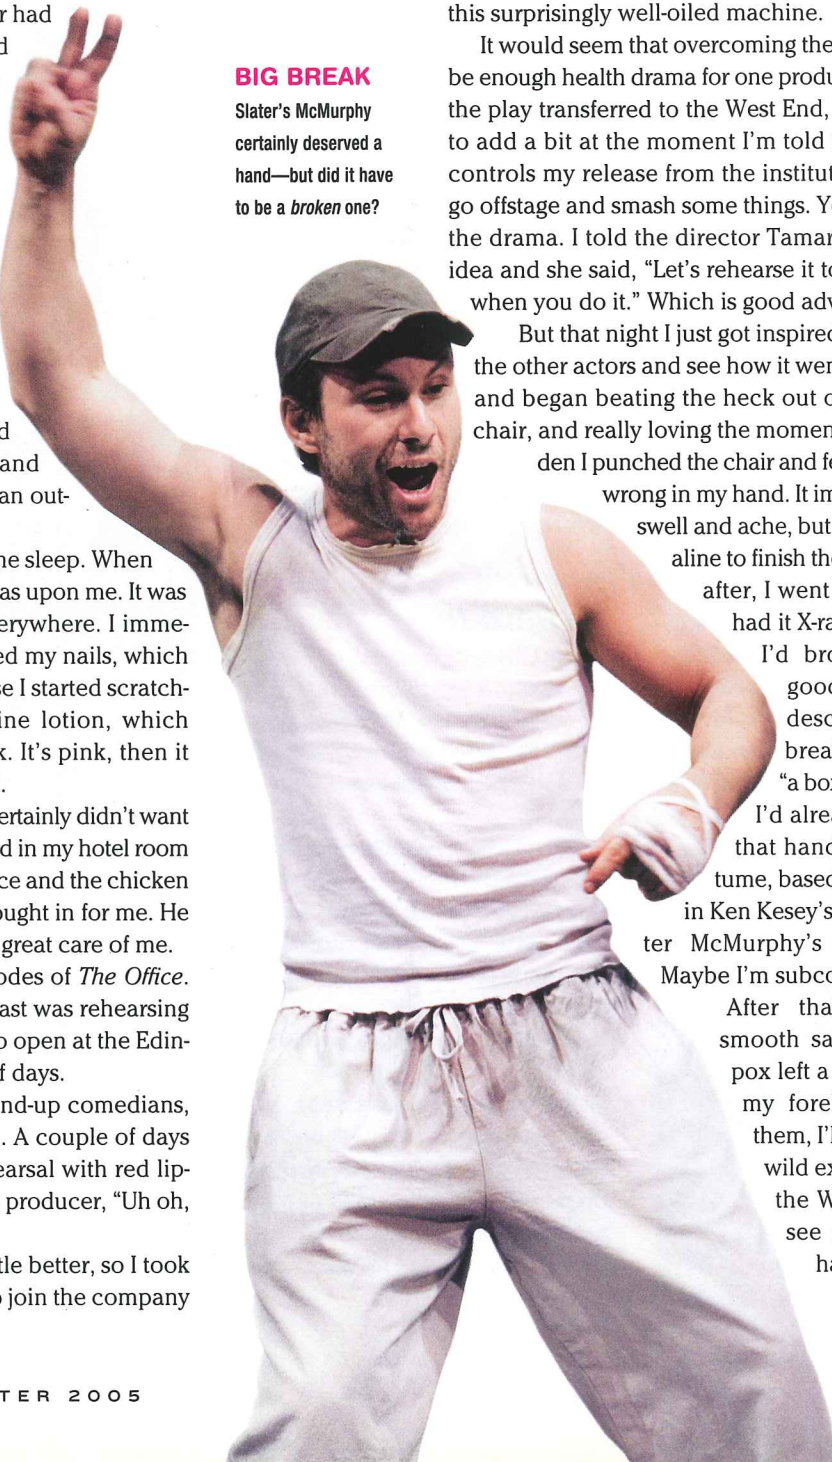 r had
d
d
and
an out-
ne sleep. When
as upon me. It was
erywhere. I imme-
ed my nails, which
se I started scratch-
ine lotion, which
k. It's pink, then it
.
ertainly didn't want
d in my hotel room
ce and the chicken
ought in for me. He
great care of me.
odes of The Office.
ast was rehearsing
o open at the Edin-
f days.
nd-up comedians,
. A couple of days
earsal with red lip-
producer, “Uh oh,
tle better, so I took
o join the company
BIG BREAK
Slater's McMurphy
certainly deserved a
hand—but did it have
to be a broken one?
this surprisingly well-oiled machine.
It would seem that overcoming the
be enough health drama for one produ
the play transferred to the West End,
to add a bit at the moment I'm told
controls my release from the institut
go offstage and smash some things. Yo
the drama. I told the director Tamar
idea and she said, “Let's rehearse it to
when you do it.” Which is good adv
But that night I just got inspired
the other actors and see how it wen
and began beating the heck out o
chair, and really loving the momen
den I punched the chair and fe
wrong in my hand. It im
swell and ache, but
aline to finish the
after, I went
had it X-ra
I'd bro
good
desc
brea
“a box
I'd alrea
that hand
tume, based
in Ken Kesey's
ter McMurphy's
Maybe I'm subco
After tha
smooth sa
pox left a
my fore
them, I'l
wild ex
the W
see
ha
TER 2005